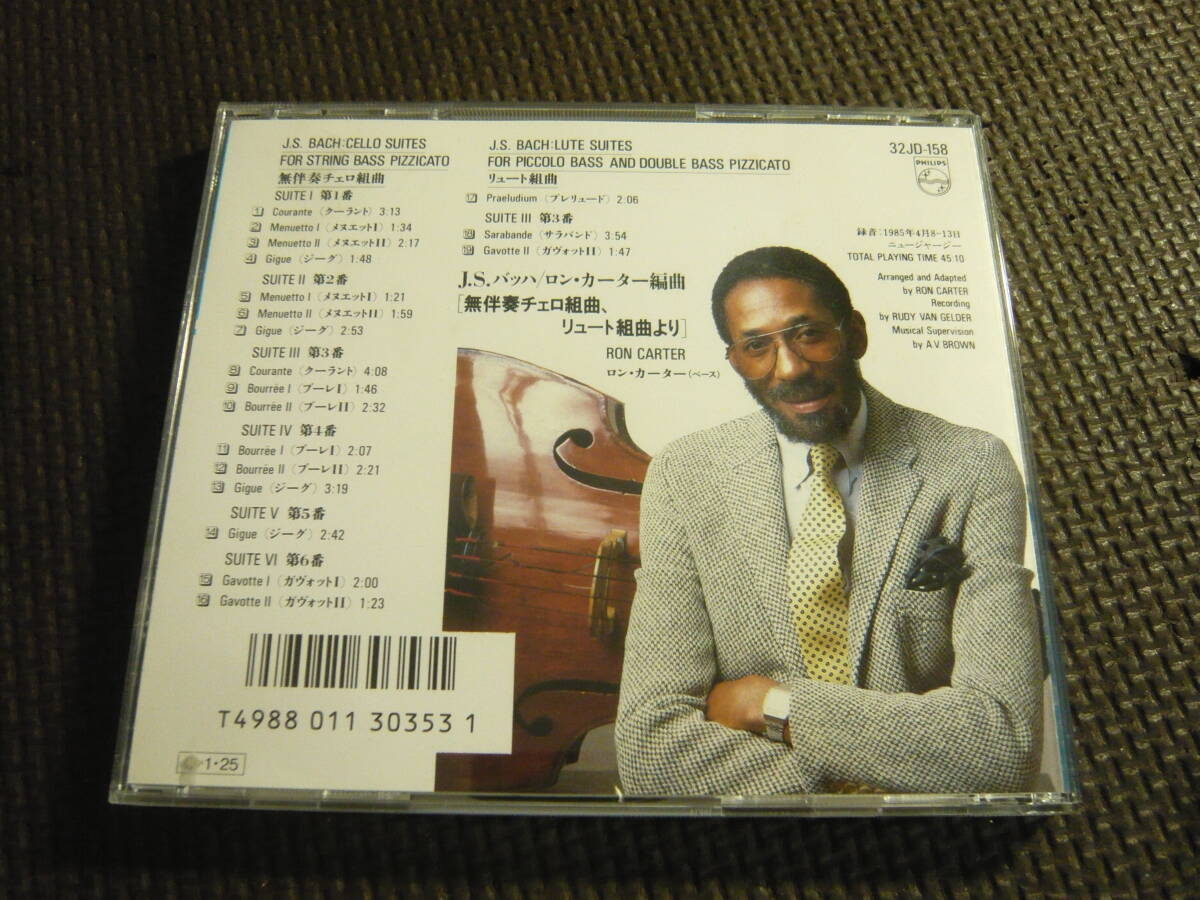 J.S. BACH:CELLO SUITES
FOR STRING BASS PIZZICATO
無伴奏チェロ組曲
SUITE I 第1番
1 Courante (クーラント) 3:13
2 Menuetto I (メヌエットI) 1:34
3 Menuetto II (メヌエットII) 2:17
4 Gigue (ジーグ) 1:48
SUITE II 第2番
5 Menuetto I (メヌエットI) 1:21
6 Menuetto II (メヌエットII) 1:59
7 Gigue (ジーグ) 2:53
SUITE III 第3番
8 Courante (クーラント) 4:08
9 Bourrée I (ブーレI) 1:46
10 Bourrée II (ブーレII) 2:32
SUITE IV 第4番
11 Bourrée I (ブーレI) 2:07
12 Bourrée II (ブーレII) 2:21
13 Gigue (ジーグ) 3:19
SUITE V 第5番
14 Gigue (ジーグ) 2:42
SUITE VI 第6番
15 Gavotte I (ガヴォットI) 2:00
16 Gavotte II (ガヴォットII) 1:23
J.S. BACH:LUTE SUITES
FOR PICCOLO BASS AND DOUBLE BASS PIZZICATO
リュート組曲
17 Praeludium (プレリュード) 2:06
SUITE III 第3番
18 Sarabande (サラバンド) 3:54
19 Gavotte II (ガヴォットII) 1:47
J.S.バッハ/ロン・カーター編曲
[無伴奏チェロ組曲、
リュート組曲より]
RON CARTER
ロン・カーター(ベース)
32JD-158
PHILIPS
録音:1985年4月8-13日
ニュージャージー
TOTAL PLAYING TIME 45:10
Arranged and Adapted
by RON CARTER
Recording
by RUDY VAN GELDER
Musical Supervision
by A.V. BROWN
T4988 011 30353 1
1・25